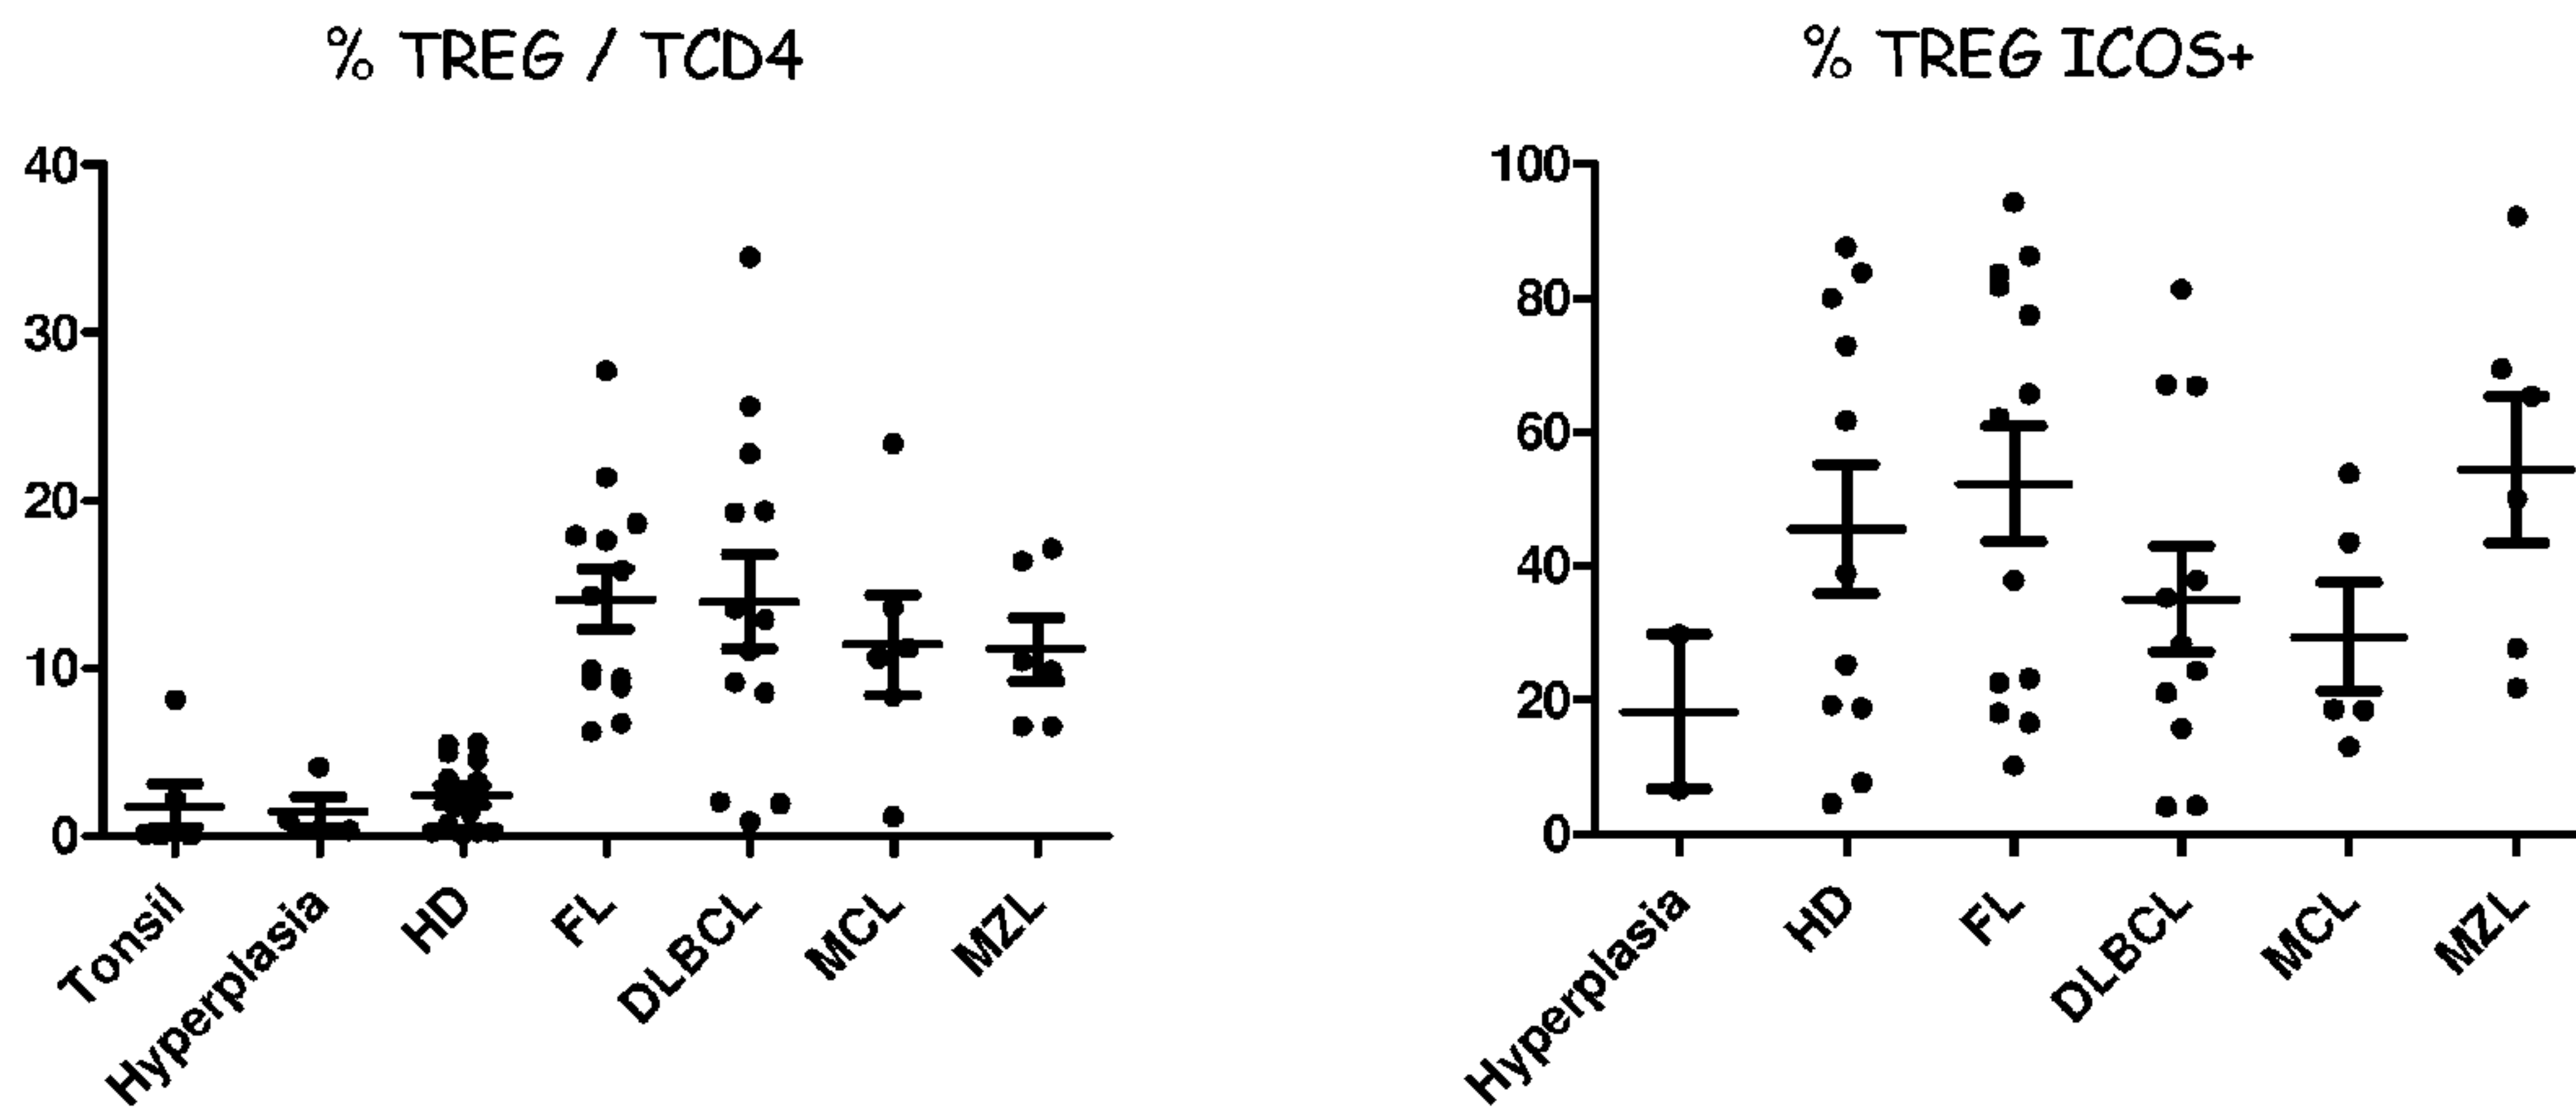 % TREG / TCD4
40
30
20
10
0
Tonsil
Hyperplasia
HD
FL
DLBCL
MCL
MZL
% TREG ICOS+
100
80
60
40
20
0
Hyperplasia
HD
FL
DLBCL
MCL
MZL